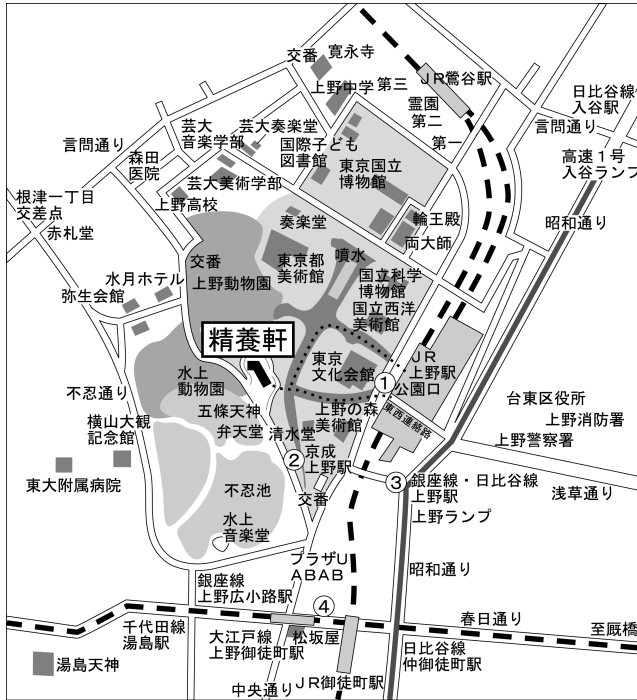 交番
寛永寺
上野中学
第三
JR鶯谷駅
霊園
第二
第一
日比谷線
入谷駅
言問通り
高速1号
入谷ランプ
昭和通り
言問通り
芸大
音楽学部
芸大奏楽堂
国際子ども
図書館
東京国立
博物館
森田
医院
芸大美術学部
上野高校
根津一丁目
交差点
赤札堂
奏楽堂
輪王殿
両大師
東京都
美術館
噴水
国立科学
博物館
国立西洋
美術館
交番
上野動物園
水月ホテル
弥生会館
精養軒
東京
文化会館
①
JR
上野駅
公園口
水上
動物園
不忍通り
横山大観
記念館
五條天神
弁天堂
清水堂
上野の森
美術館
東西連絡路
台東区役所
上野消防署
上野警察署
②
京成
上野駅
③
銀座線・日比谷線
上野駅
上野ランプ
浅草通り
東大附属病院
不忍池
水上
音楽堂
交番
プラザU
ABAB
昭和通り
銀座線
上野広小路駅
④
春日通り
至厩橋
千代田線
湯島駅
大江戸線
上野御徒町駅
松坂屋
日比谷線
仲御徒町駅
湯島天神
中央通り
JR御徒町駅